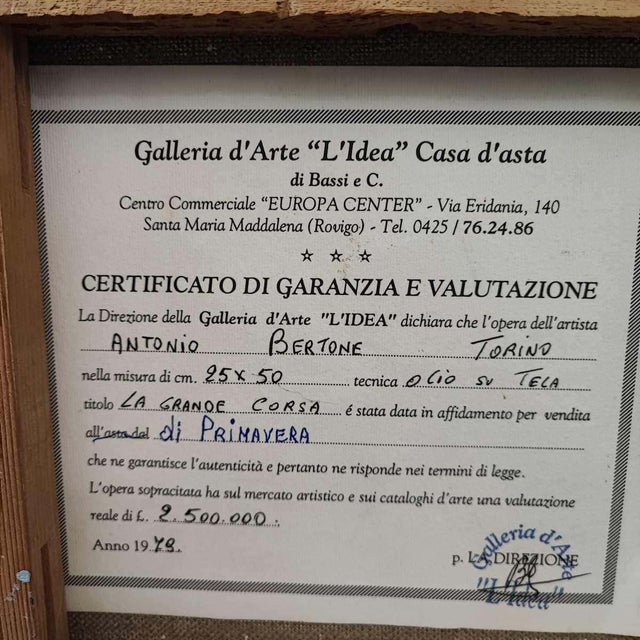 Galleria d'Arte "L'Idea" Casa d'asta
di Bassi e C.
Centro Commerciale "EUROPA CENTER" - Via Eridania, 140
Santa Maria Maddalena (Rovigo) - Tel. 0425 / 76.24.86
CERTIFICATO DI GARANZIA E VALUTAZIONE
La Direzione della Galleria d'Arte "L'IDEA" dichiara che l'opera dell'artista
ANTONIO BERTONE TORINO
nella misura di cm. 25x50 tecnica OLIO SU TELA
titolo LA GRANDE CORSA é stata data in affidamento per vendita
all'asta dal di PRIMAVERA
che ne garantisce l'autenticità e pertanto ne risponde nei termini di legge.
L'opera sopracitata ha sul mercato artistico e sui cataloghi d'arte una valutazione
reale di £. 2.500.000.
Anno 1979.
p. LA DIREZIONE
Galleria d'Arte
"L'Idea"